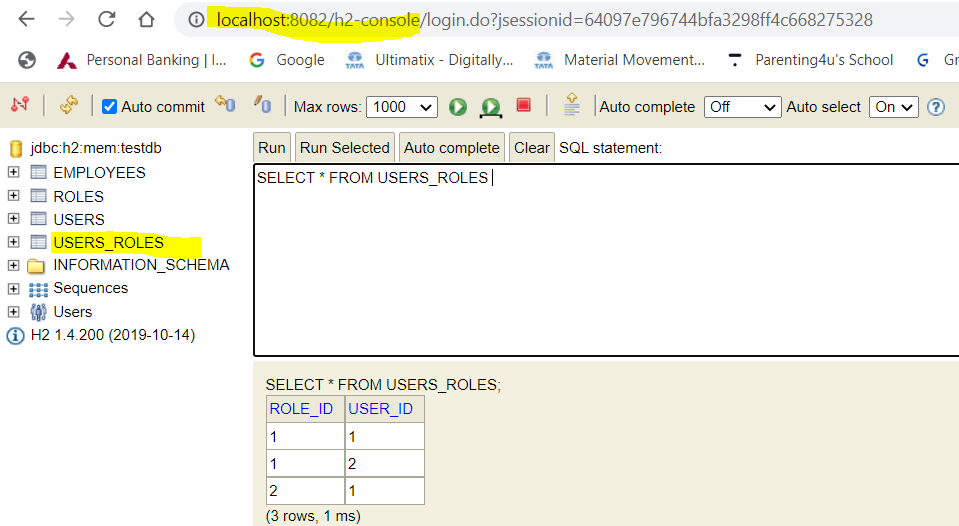 localhost:8082/h2-console/login.do?jsessionid=64097e796744bfa3298ff4c668275328
Personal Banking | I... Google Ultimatix - Digitally... Material Movement... Parenting4u's School Gr
Auto commit Max rows: 1000 Auto complete Off Auto select On
jdbc:h2:mem:testdb
EMPLOYEES
ROLES
USERS
USERS_ROLES
INFORMATION_SCHEMA
Sequences
Users
H2 1.4.200 (2019-10-14)
Run Run Selected Auto complete Clear SQL statement:
SELECT * FROM USERS_ROLES
SELECT * FROM USERS_ROLES;
ROLE_ID USER_ID
1 1
1 2
2 1
(3 rows, 1 ms)